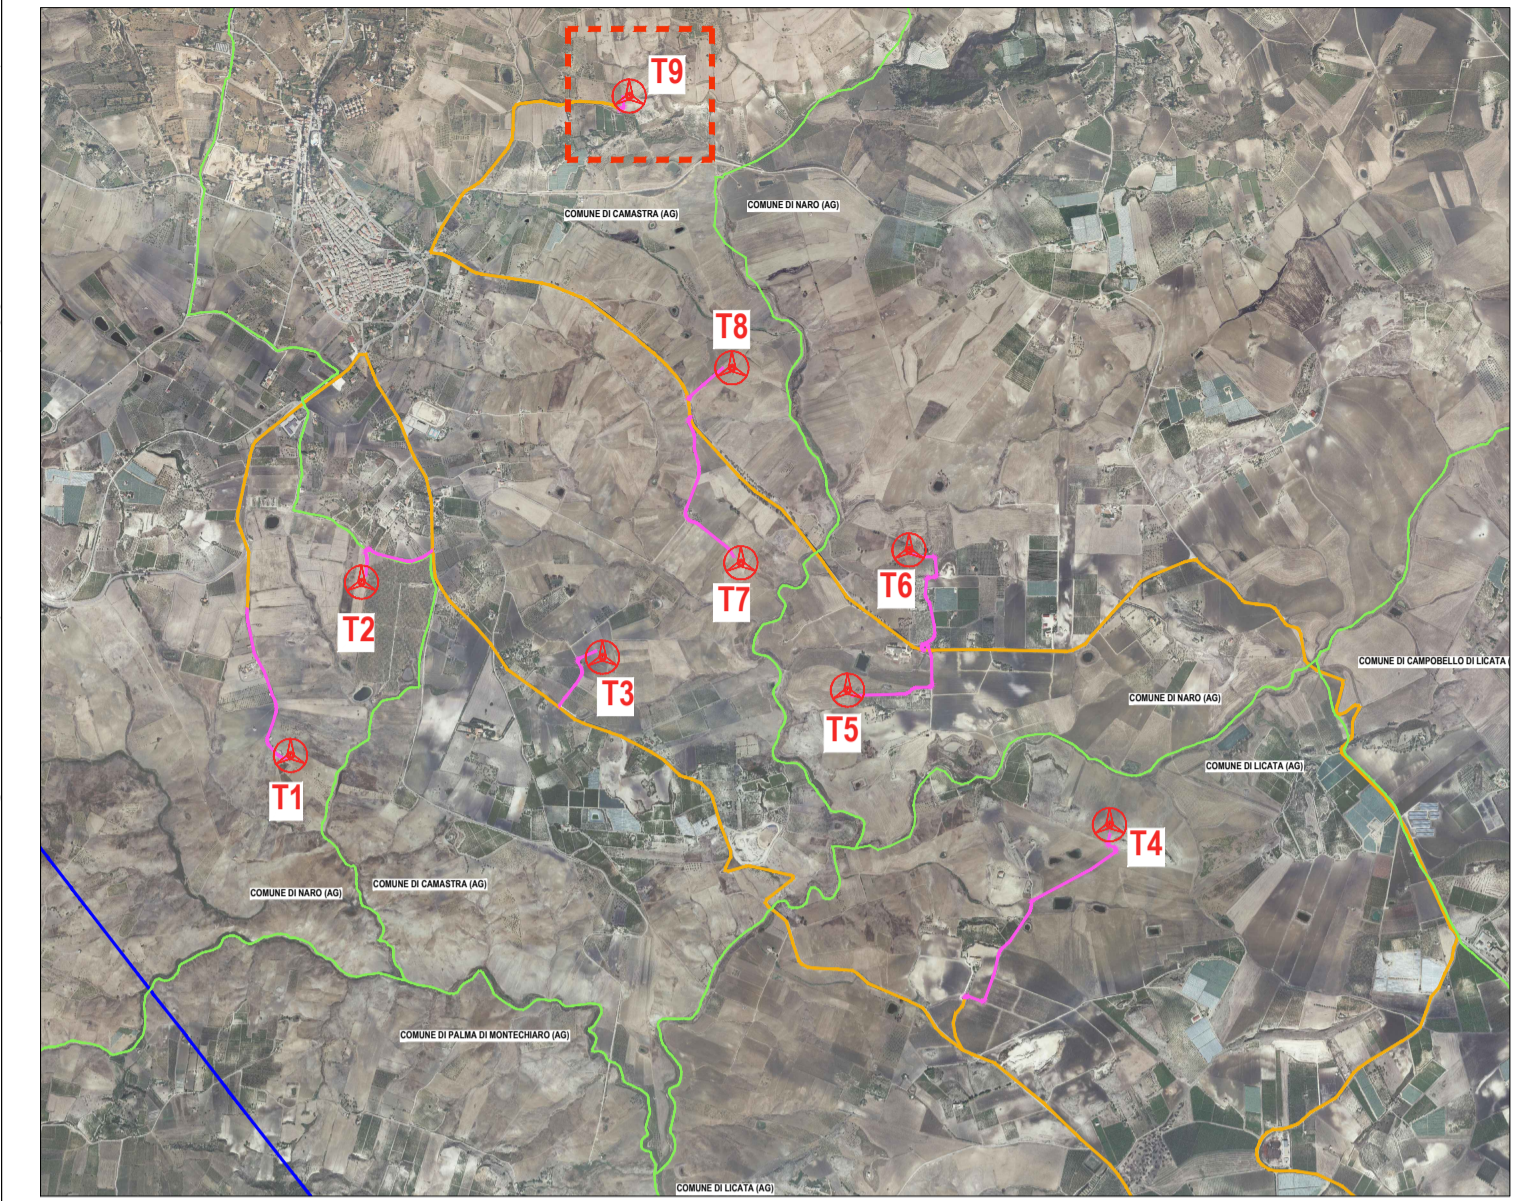 T9
COMUNE DI NARO (AG)
COMUNE DI CAMASTRA (AG)
T8
T6
T7
T2
COMUNE DI CAMPOBELLO DI LICATA (
T3
COMUNE DI NARO (AG)
T5
COMUNE DI LICATA (AG)
T1
T4
COMUNE DI CAMASTRA (AG)
COMUNE DI NARO (AG)
COMUNE DI PALMA DI MONTECHIARO (AG)
COMUNE DI LICATA (AG)